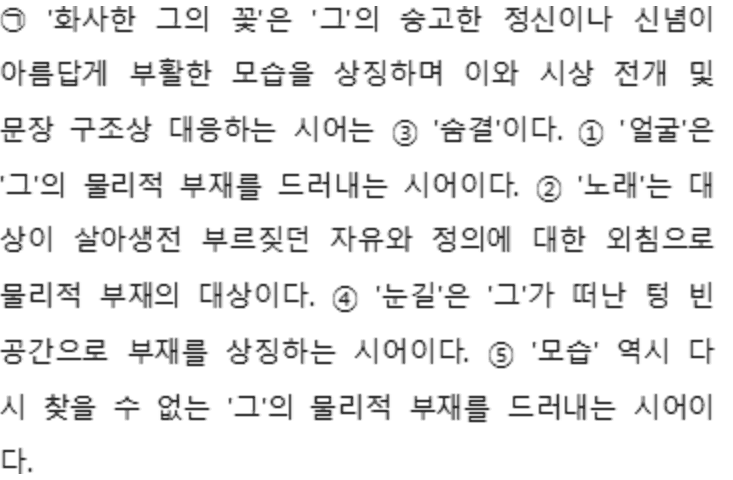 ㉠ '화사한 그의 꽃'은 '그'의 숭고한 정신이나 신념이
아름답게 부활한 모습을 상징하며 이와 시상 전개 및
문장 구조상 대응하는 시어는 ③ '숨결'이다. ① '얼굴'은
'그'의 물리적 부재를 드러내는 시어이다. ② '노래'는 대
상이 살아생전 부르짖던 자유와 정의에 대한 외침으로
물리적 부재의 대상이다. ④ '눈길'은 '그'가 떠난 텅 빈
공간으로 부재를 상징하는 시어이다. ⑤ '모습' 역시 다
시 찾을 수 없는 '그'의 물리적 부재를 드러내는 시어이
다.